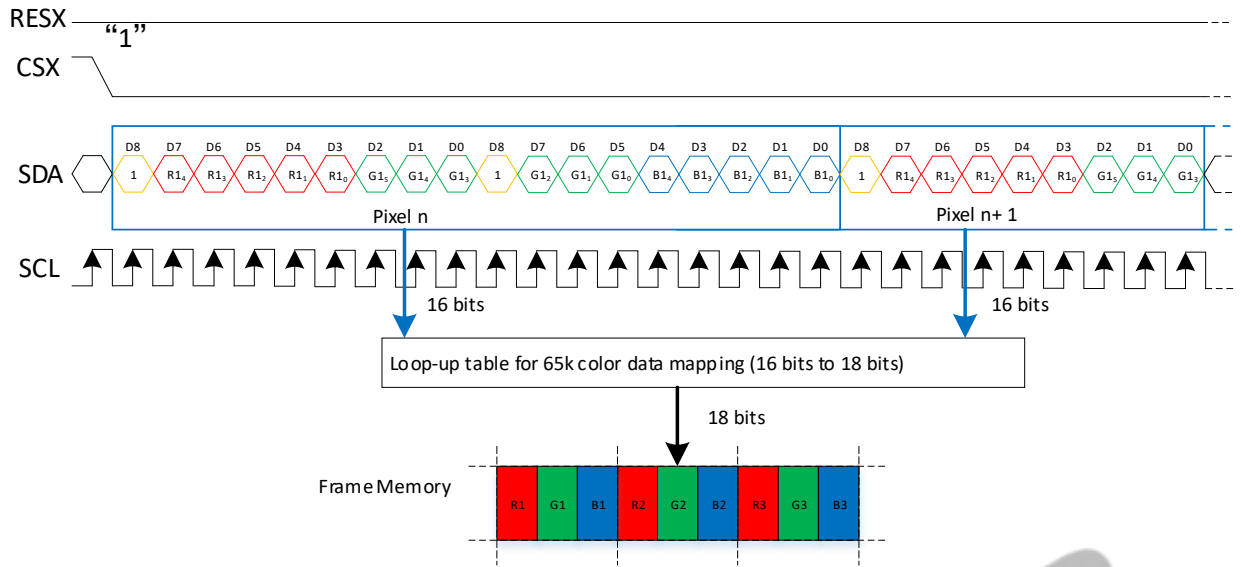 RESX
“1”
CSX
D8 D7 D6 D5 D4 D3 D2 D1 D0 D8 D7 D6 D5 D4 D3 D2 D1 D0 D8 D7 D6 D5 D4 D3 D2 D1 D0
SDA 1 R1₄ R1₃ R1₂ R1₁ R1₀ G1₅ G1₄ G1₃ 1 G1₂ G1₁ G1₀ B1₄ B1₃ B1₂ B1₁ B1₀ 1 R1₄ R1₃ R1₂ R1₁ R1₀ G1₅ G1₄ G1₃
Pixel n Pixel n+ 1
SCL
16 bits 16 bits
Loop-up table for 65k color data mapping (16 bits to 18 bits)
18 bits
Frame Memory
R1 G1 B1 R2 G2 B2 R3 G3 B3